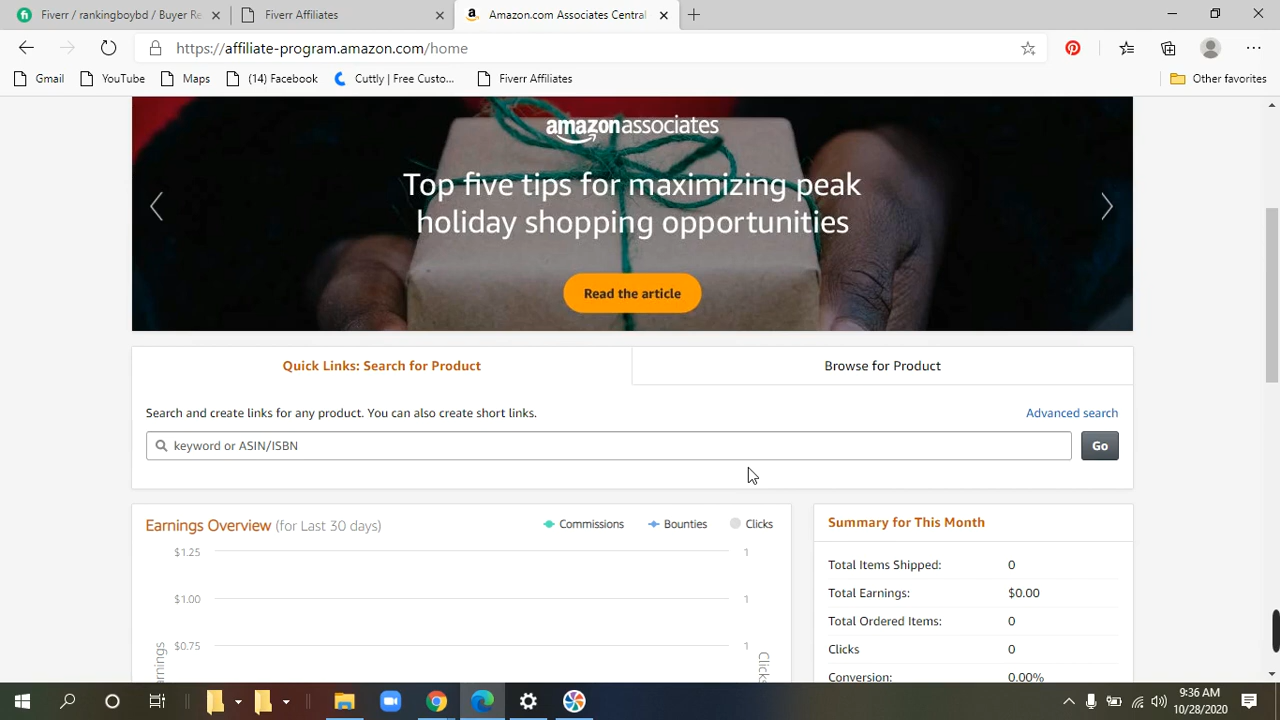 Fiverr / rankingboybd / Buyer Re
Fiverr Affiliates
Amazon.com Associates Central
https://affiliate-program.amazon.com/home
Gmail
YouTube
Maps
(14) Facebook
Cuttly | Free Custo...
Fiverr Affiliates
Other favorites
amazonassociates
Top five tips for maximizing peak
holiday shopping opportunities
Read the article
Quick Links: Search for Product
Browse for Product
Search and create links for any product. You can also create short links.
Advanced search
keyword or ASIN/ISBN
Go
Earnings Overview (for Last 30 days)
Commissions
Bounties
Clicks
$1.25
1
$1.00
1
$0.75
1
Clicks
Summary for This Month
Total Items Shipped: 0
Total Earnings: $0.00
Total Ordered Items: 0
Clicks 0
Conversion: 0.00%
9:36 AM
10/28/2020